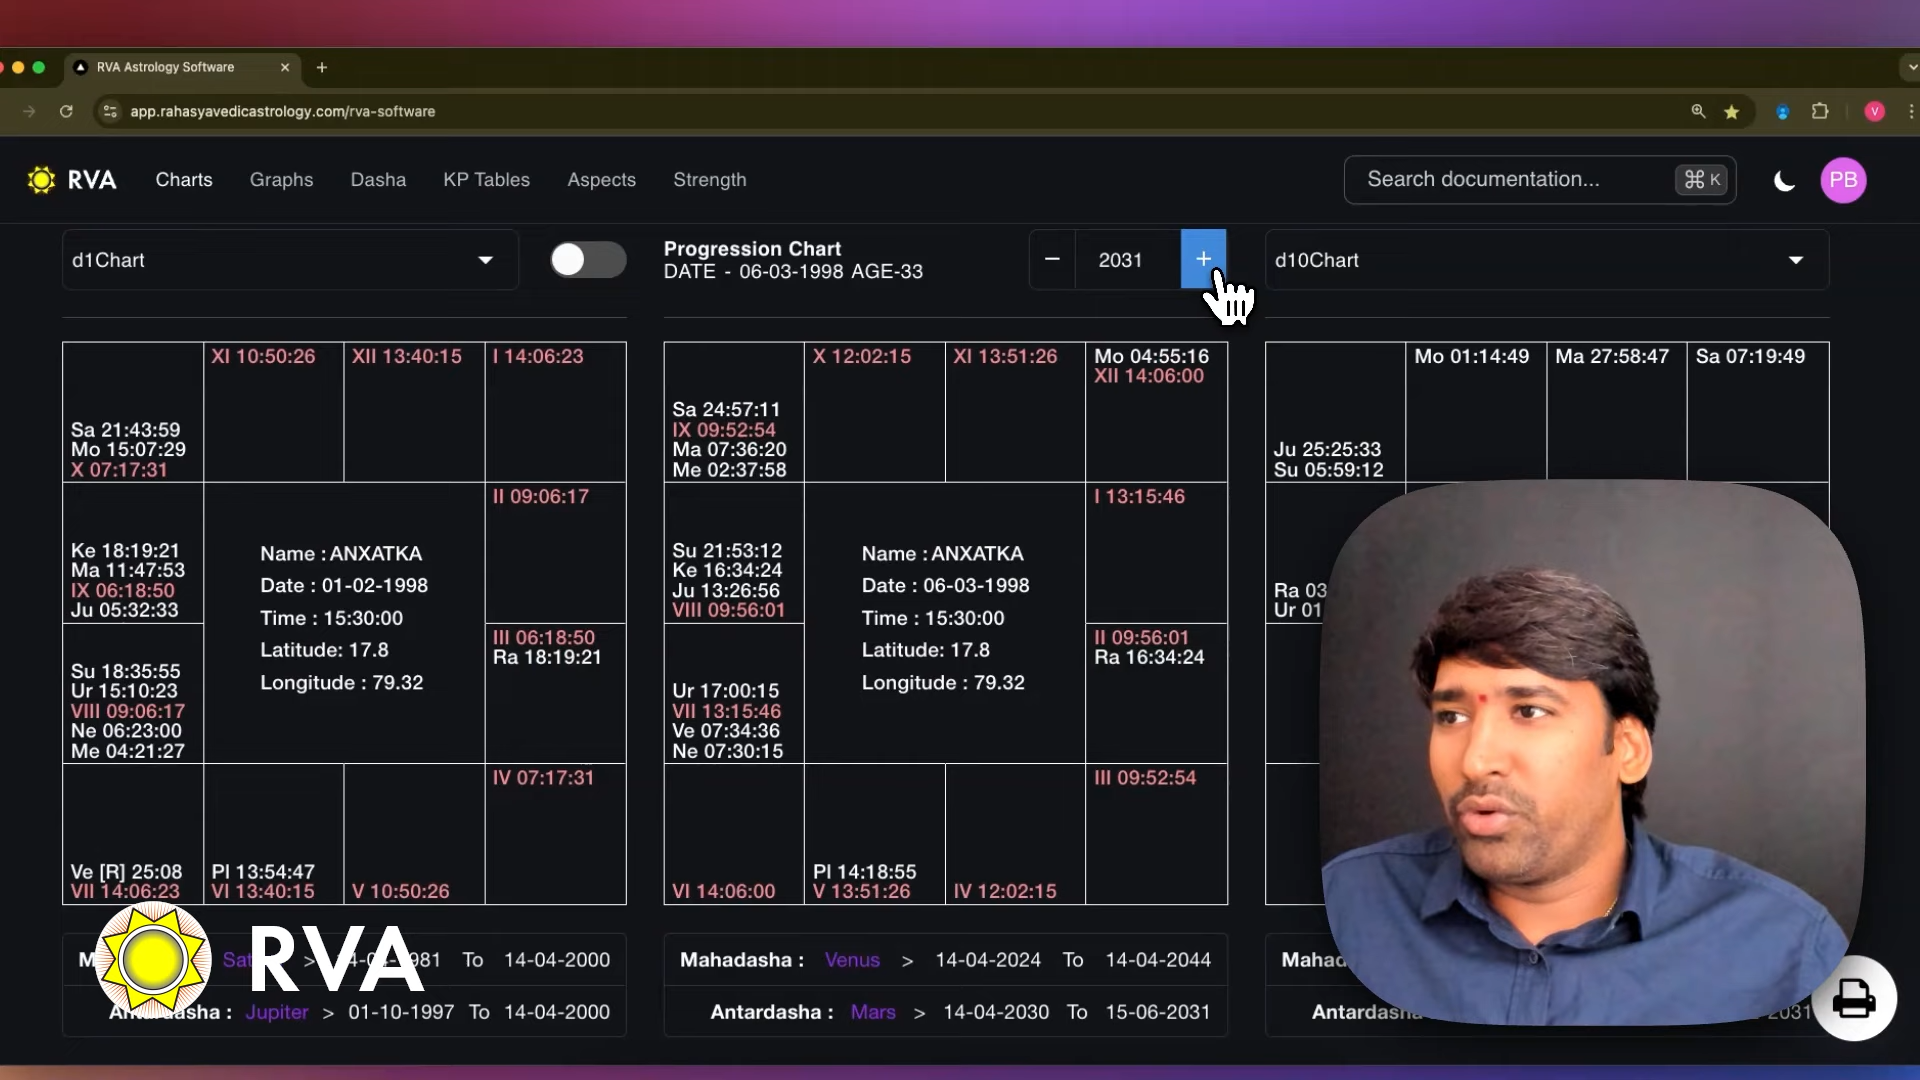 RVA Astrology Software
app.rahasyavedicastrology.com/rva-software
RVA
Charts
Graphs
Dasha
KP Tables
Aspects
Strength
Search documentation...
⌘ K
PB
V
d1Chart
Progression Chart
DATE - 06-03-1998 AGE-33
2031
d10Chart
XI 10:50:26
XII 13:40:15
I 14:06:23
Sa 21:43:59
Mo 15:07:29
X 07:17:31
II 09:06:17
Ke 18:19:21
Ma 11:47:53
IX 06:18:50
Ju 05:32:33
Name : ANXATKA
Date : 01-02-1998
Time : 15:30:00
Latitude: 17.8
Longitude : 79.32
III 06:18:50
Ra 18:19:21
Su 18:35:55
Ur 15:10:23
VIII 09:06:17
Ne 06:23:00
Me 04:21:27
IV 07:17:31
Ve [R] 25:08
VII 14:06:23
Pl 13:54:47
VI 13:40:15
V 10:50:26
To 14-04-2000
Jupiter > 01-10-1997 To 14-04-2000
X 12:02:15
XI 13:51:26
Mo 04:55:16
XII 14:06:00
Sa 24:57:11
IX 09:52:54
Ma 07:36:20
Me 02:37:58
I 13:15:46
Su 21:53:12
Ke 16:34:24
Ju 13:26:56
VIII 09:56:01
Name : ANXATKA
Date : 06-03-1998
Time : 15:30:00
Latitude: 17.8
Longitude : 79.32
II 09:56:01
Ra 16:34:24
Ur 17:00:15
VII 13:15:46
Ve 07:34:36
Ne 07:30:15
III 09:52:54
VI 14:06:00
Pl 14:18:55
V 13:51:26
IV 12:02:15
Mahadasha : Venus > 14-04-2024 To 14-04-2044
Antardasha : Mars > 14-04-2030 To 15-06-2031
Mo 01:14:49
Ma 27:58:47
Sa 07:19:49
Ju 25:25:33
Su 05:59:12
Ra 03
Ur 01
RVA